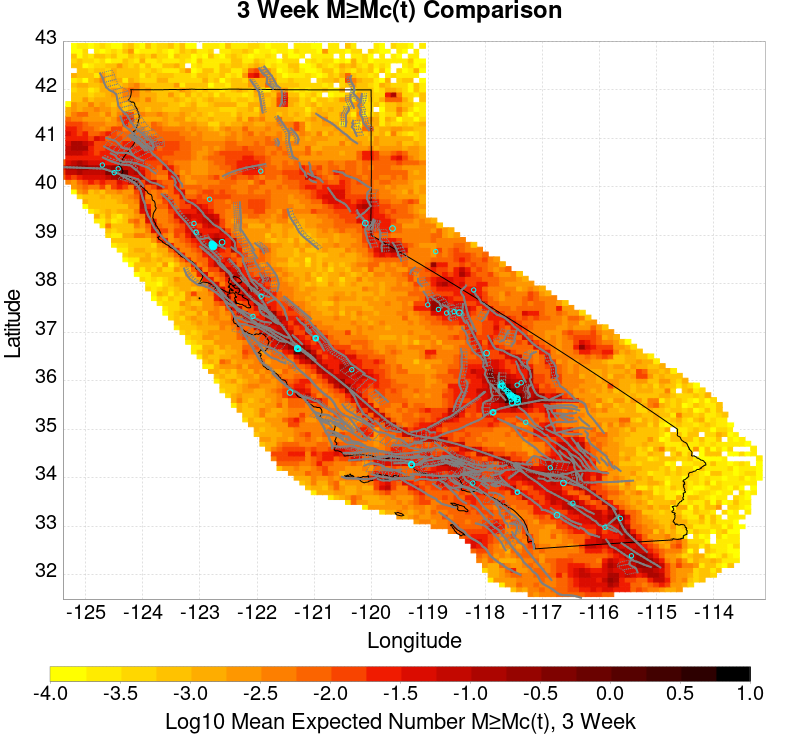 3 Week M≥Mc(t) Comparison
43
42
41
40
39
38
37
36
35
34
33
32
Latitude
-125 -124 -123 -122 -121 -120 -119 -118 -117 -116 -115 -114
Longitude
-4.0 -3.5 -3.0 -2.5 -2.0 -1.5 -1.0 -0.5 0.0 0.5 1.0
Log10 Mean Expected Number M≥Mc(t), 3 Week